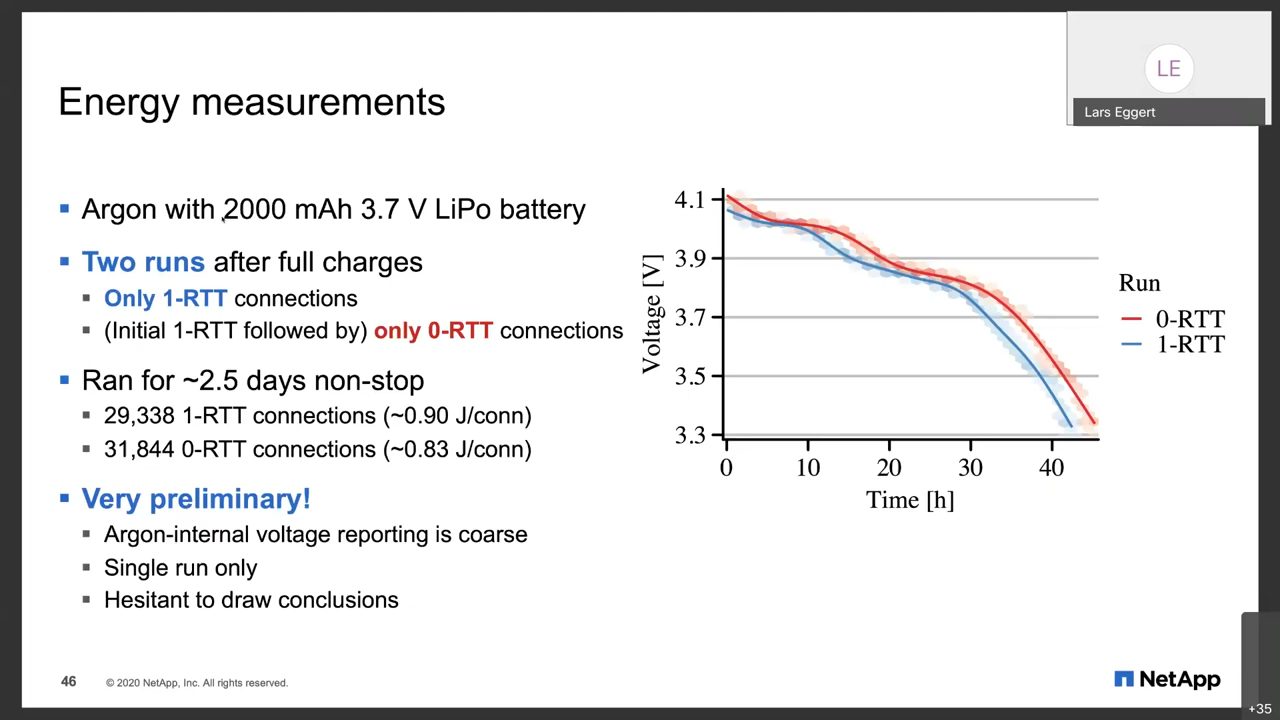 Energy measurements
LE
Lars Eggert
Argon with 2000 mAh 3.7 V LiPo battery
Two runs after full charges
Only 1-RTT connections
(Initial 1-RTT followed by) only 0-RTT connections
Ran for ~2.5 days non-stop
29,338 1-RTT connections (~0.90 J/conn)
31,844 0-RTT connections (~0.83 J/conn)
Very preliminary!
Argon-internal voltage reporting is coarse
Single run only
Hesitant to draw conclusions
Voltage [V]
4.1
3.9
3.7
3.5
3.3
0 10 20 30 40
Time [h]
Run
0-RTT
1-RTT
46 © 2020 NetApp, Inc. All rights reserved.
NetApp
+35